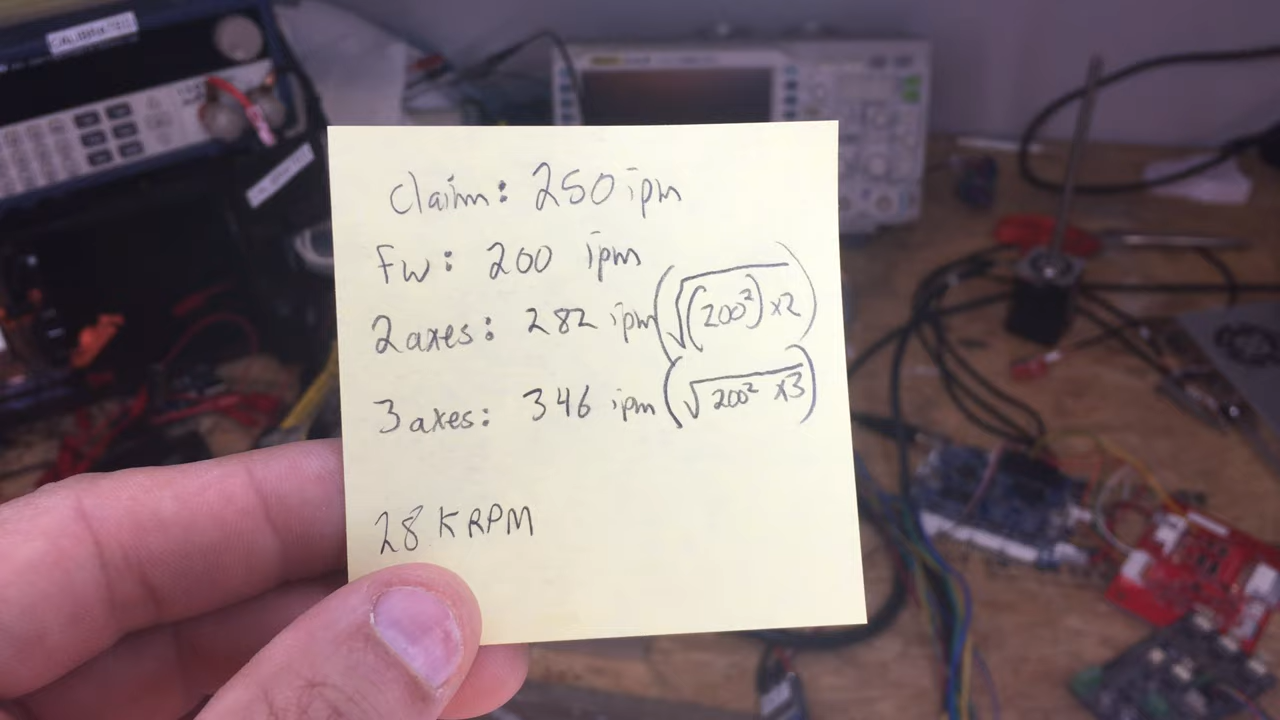 Claim: 250 ipm
FW: 200 ipm
2 axes: 282 ipm (√(200²) x2)
3 axes: 346 ipm (√200² x3)
28 K RPM